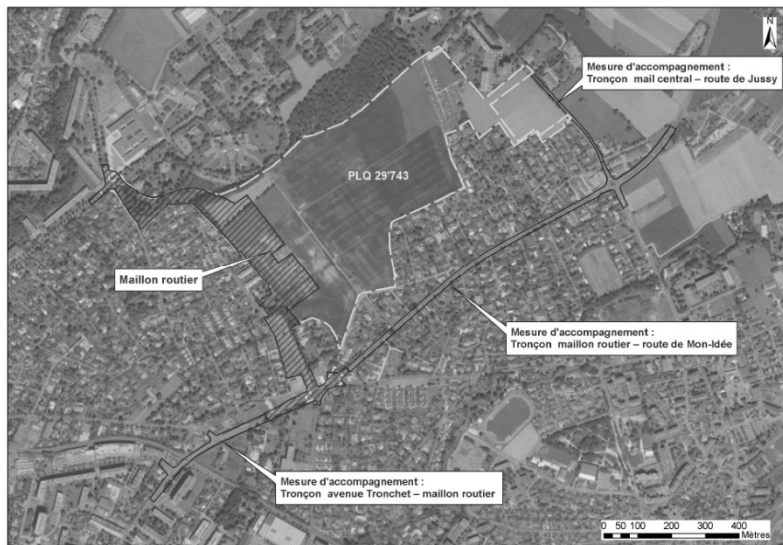 N
Mesure d'accompagnement :
Tronçon mail central – route de Jussy
PLQ 29'743
Maillon routier
Mesure d'accompagnement :
Tronçon maillon routier – route de Mon-Idée
Mesure d'accompagnement :
Tronçon avenue Tronchet – maillon routier
0 50 100 200 300 400
Mètres